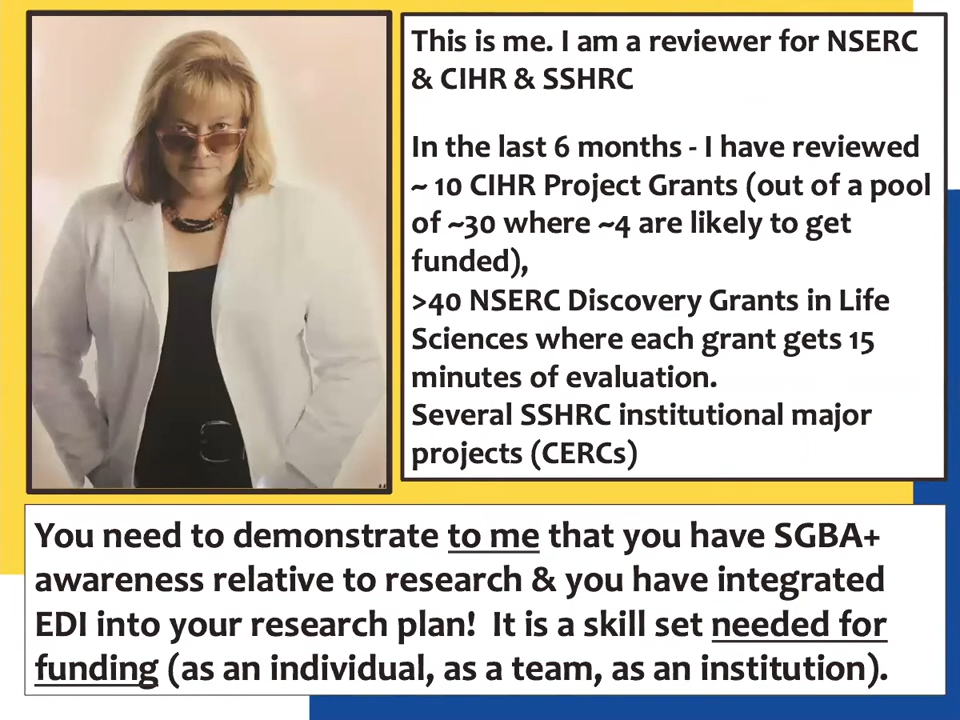 This is me. I am a reviewer for NSERC
& CIHR & SSHRC
In the last 6 months - I have reviewed
~ 10 CIHR Project Grants (out of a pool
of ~30 where ~4 are likely to get
funded),
>40 NSERC Discovery Grants in Life
Sciences where each grant gets 15
minutes of evaluation.
Several SSHRC institutional major
projects (CERCs)
You need to demonstrate to me that you have SGBA+
awareness relative to research & you have integrated
EDI into your research plan!  It is a skill set needed for
funding (as an individual, as a team, as an institution).